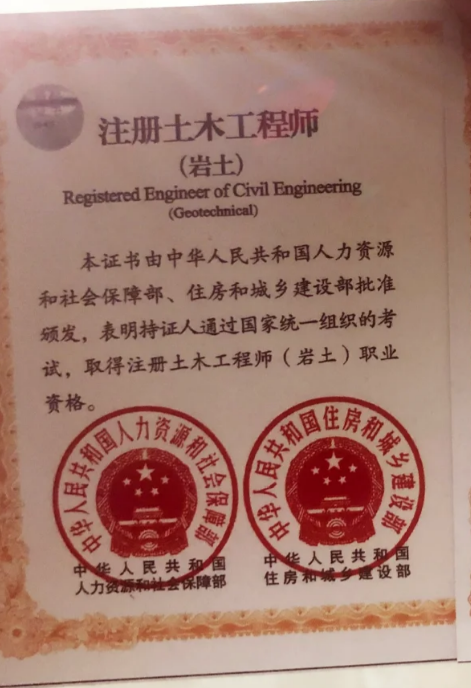 注册土木工程师
（岩土）
Registered Engineer of Civil Engineering
(Geotechnical)
本证书由中华人民共和国人力资源
和社会保障部、住房和城乡建设部批准
颁发，表明持证人通过国家统一组织的考
试，取得注册土木工程师（岩土）职业
资格。
中华人民共和国人力资源和社会保障部
中华人民共和国住房和城乡建设部
中华人民共和国
人力资源和社会保障部
中华人民共和国
住房和城乡建设部